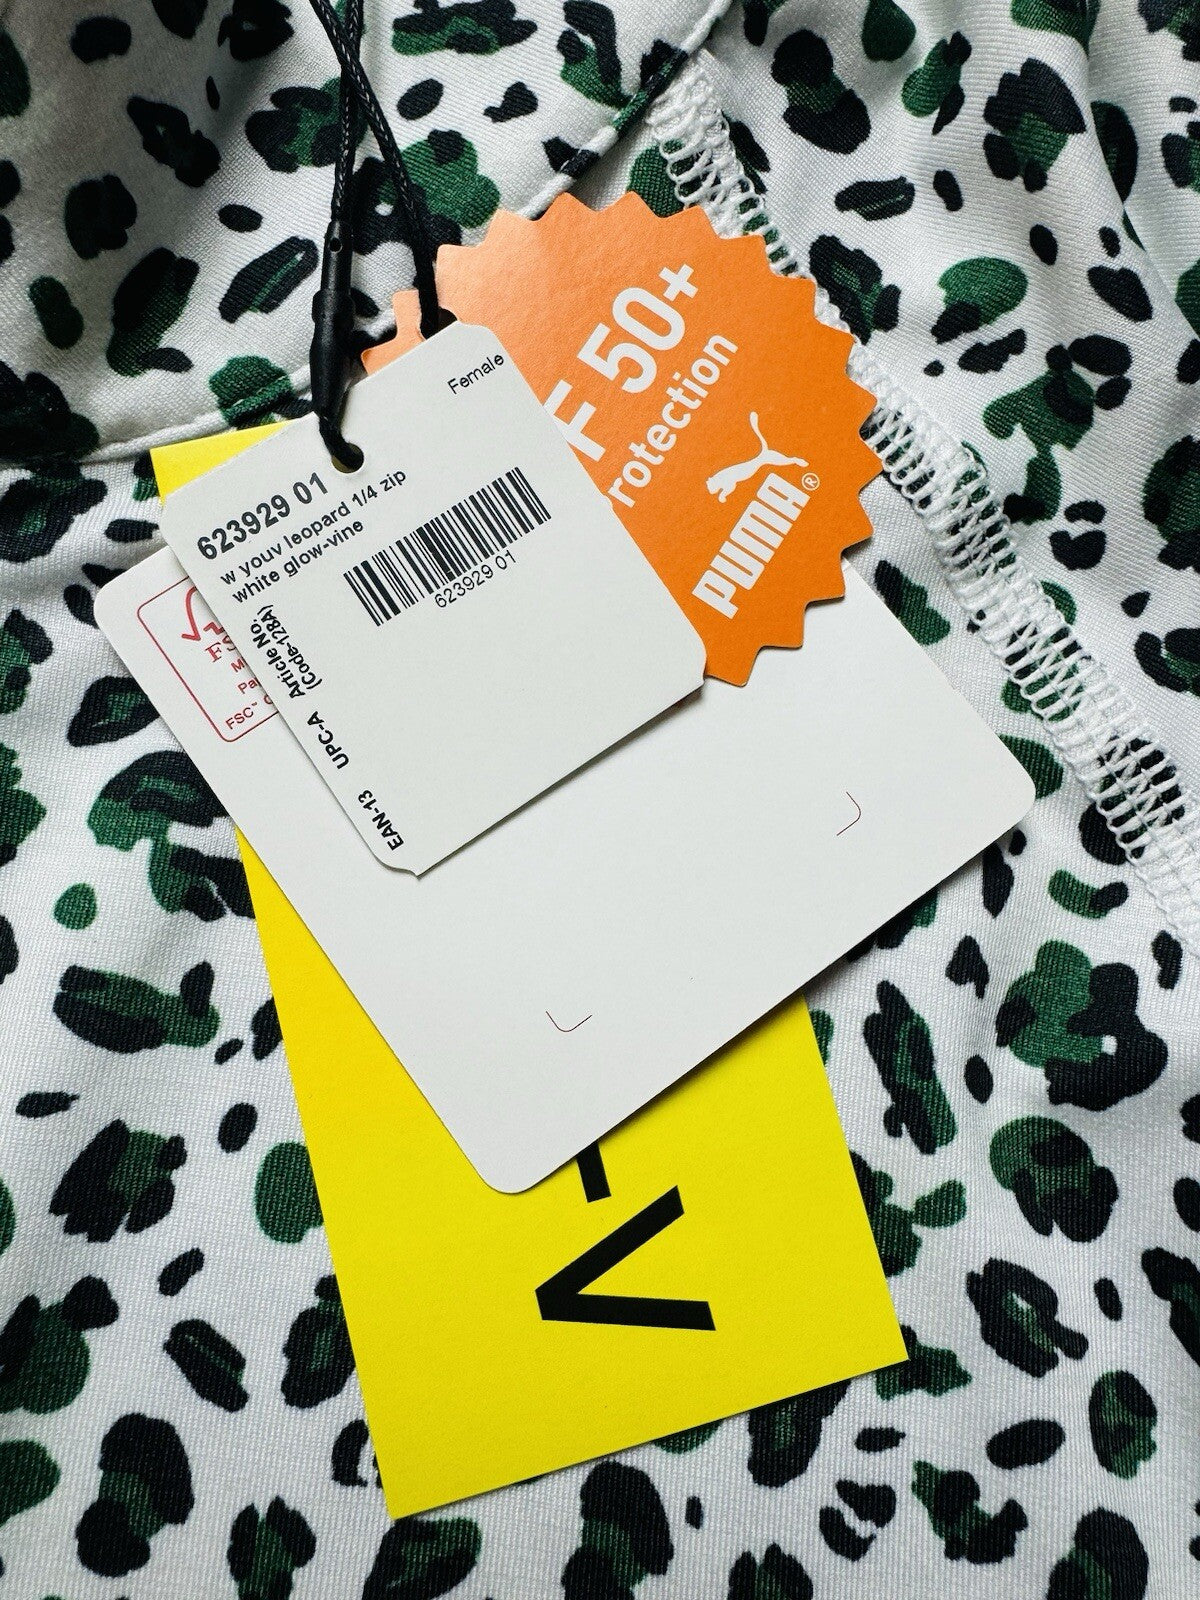 Female
623929 01
w youv leopard 1/4 zip
white glow-vine
623929 01
Article No.
(Code-128A)
UPC-A
EAN-13
F 50+
rotection
PUMA®
FSC™
V